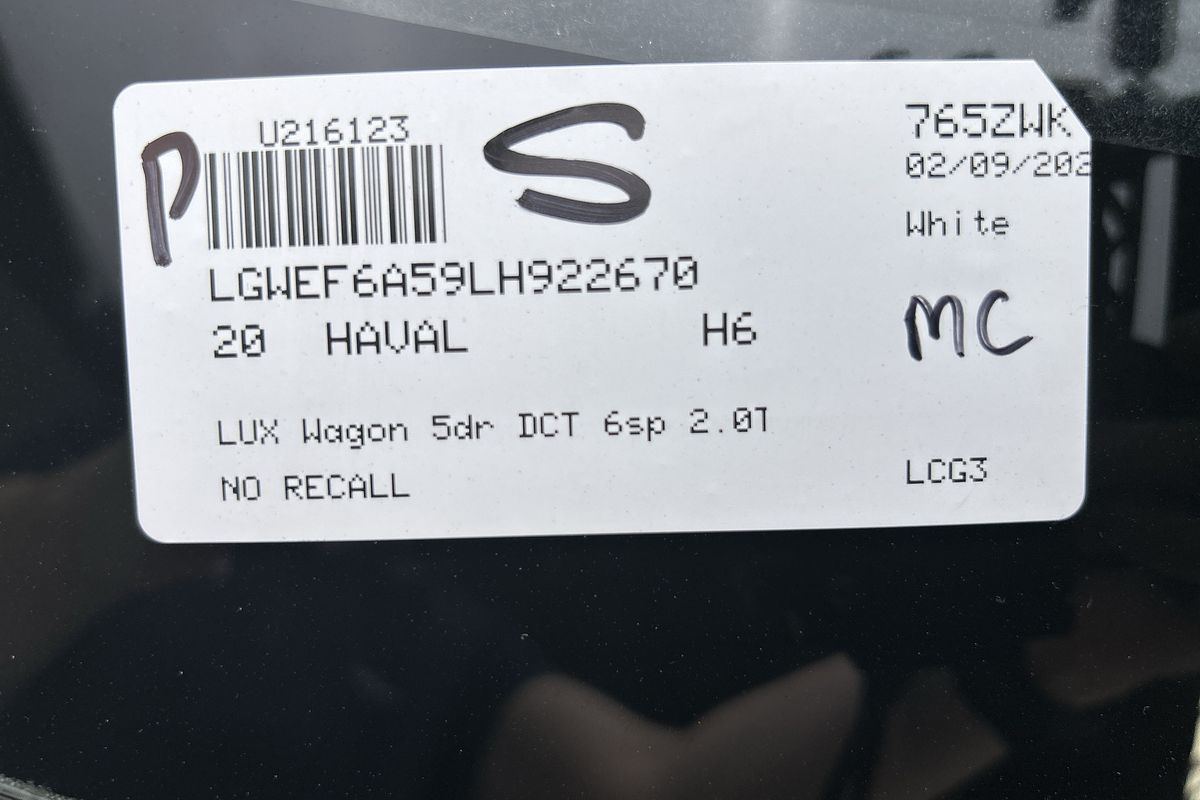 U216123
P
S
765ZWK
02/09/202
White
LGWEF6A59LH922670
20 HAVAL H6
MC
LUX Wagon 5dr DCT 6sp 2.0T
NO RECALL
LCG3